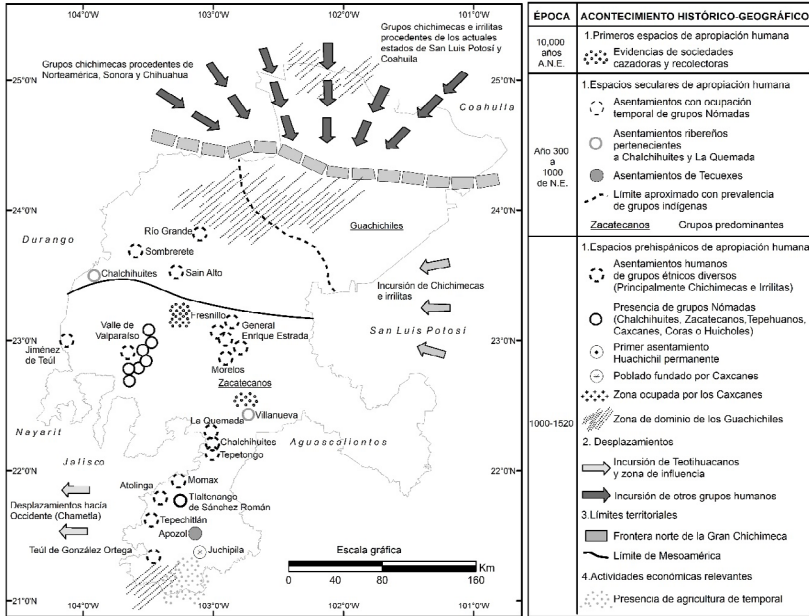 104°0'O
103°0'O
102°0'O
101°0'O
Grupos chichimecas e irrilitas
procedentes de los actuales
estados de San Luis Potosí y
Coahuila
Grupos chichimecas procedentes de
Norteamérica, Sonora y Chihuahua
25°0'N
25°0'N
Coahuila
24°0'N
24°0'N
Guachichiles
Durango
Río Grande
Sombrerete
Sain Alto
Chalchihuites
Incursión de Chichimecas
e irrilitas
23°0'N
23°0'N
Fresnillo
General
Enrique Estrada
Valle de
Valparaíso
San Luis Potosí
Jiménez
de Teúl
Morelos
Zacatecanos
Villanueva
La Quemada
Nayarit
Aguascalientes
Chalchihuites
Tepetongo
22°0'N
22°0'N
Jalisco
Momax
Atolinga
Tlaltenango
de Sánchez Román
Desplazamientos hacia
Occidente (Chametla)
Tepechitlán
Apozol
Teúl de González Ortega
Juchipila
Escala gráfica
Km
0 40 80 160
21°0'N
21°0'N
104°0'O
103°0'O
102°0'O
101°0'O
ÉPOCA
ACONTECIMIENTO HISTÓRICO-GEOGRÁFICO
10,000
años
A.N.E.
1.Primeros espacios de apropiación humana
Evidencias de sociedades
cazadoras y recolectoras
Año 300
a
1000
de N.E.
1.Espacios seculares de apropiación humana
Asentamientos con ocupación
temporal de grupos Nómadas
Asentamientos ribereños
pertenecientes
a Chalchihuites y La Quemada
Asentamientos de Tecuexes
Límite aproximado con prevalencia
de grupos indígenas
Zacatecanos Grupos predominantes
1000-1520
1.Espacios prehispánicos de apropiación humana
Asentamientos humanos
de grupos étnicos diversos
(Principalmente Chichimecas e Irrilitas)
Presencia de grupos Nómadas
(Chalchihuites, Zacatecanos,Tepehuanos,
Caxcanes, Coras o Huicholes)
Primer asentamiento
Huachichil permanente
Poblado fundado por Caxcanes
Zona ocupada por los Caxcanes
Zona de dominio de los Guachichiles
2. Desplazamientos
Incursión de Teotihuacanos
y zona de influencia
Incursión de otros grupos humanos
3.Límites territoriales
Frontera norte de la Gran Chichimeca
Límite de Mesoamérica
4.Actividades económicas relevantes
Presencia de agricultura de temporal